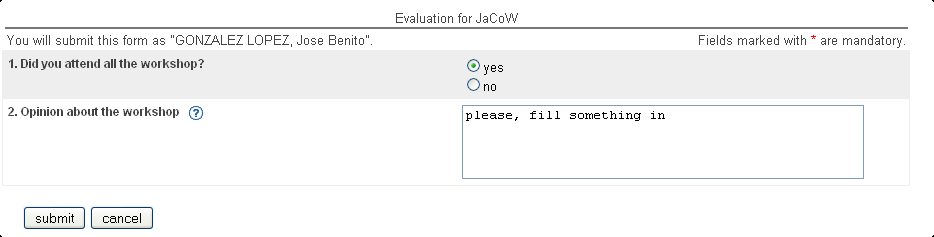 Evaluation for JaCoW
You will submit this form as "GONZALEZ LOPEZ, Jose Benito".
Fields marked with * are mandatory.
1. Did you attend all the workshop?
yes
no
2. Opinion about the workshop ?
please, fill something in
submit cancel